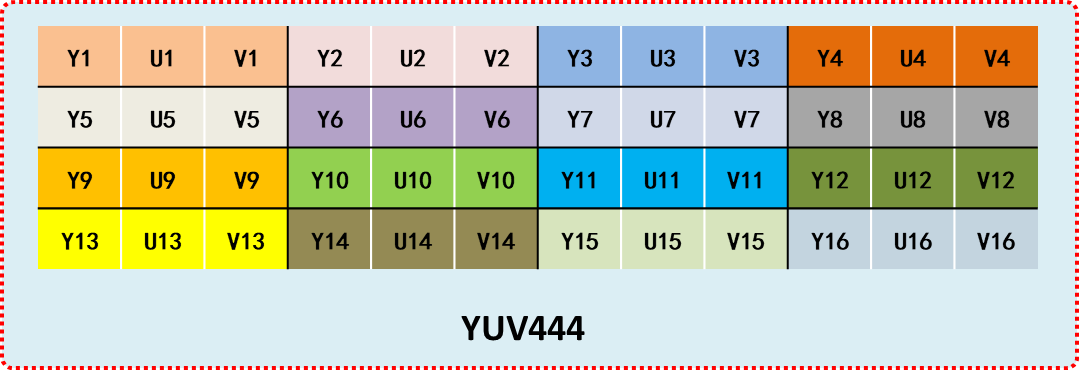 Y1 U1 V1 Y2 U2 V2 Y3 U3 V3 Y4 U4 V4
Y5 U5 V5 Y6 U6 V6 Y7 U7 V7 Y8 U8 V8
Y9 U9 V9 Y10 U10 V10 Y11 U11 V11 Y12 U12 V12
Y13 U13 V13 Y14 U14 V14 Y15 U15 V15 Y16 U16 V16
YUV444